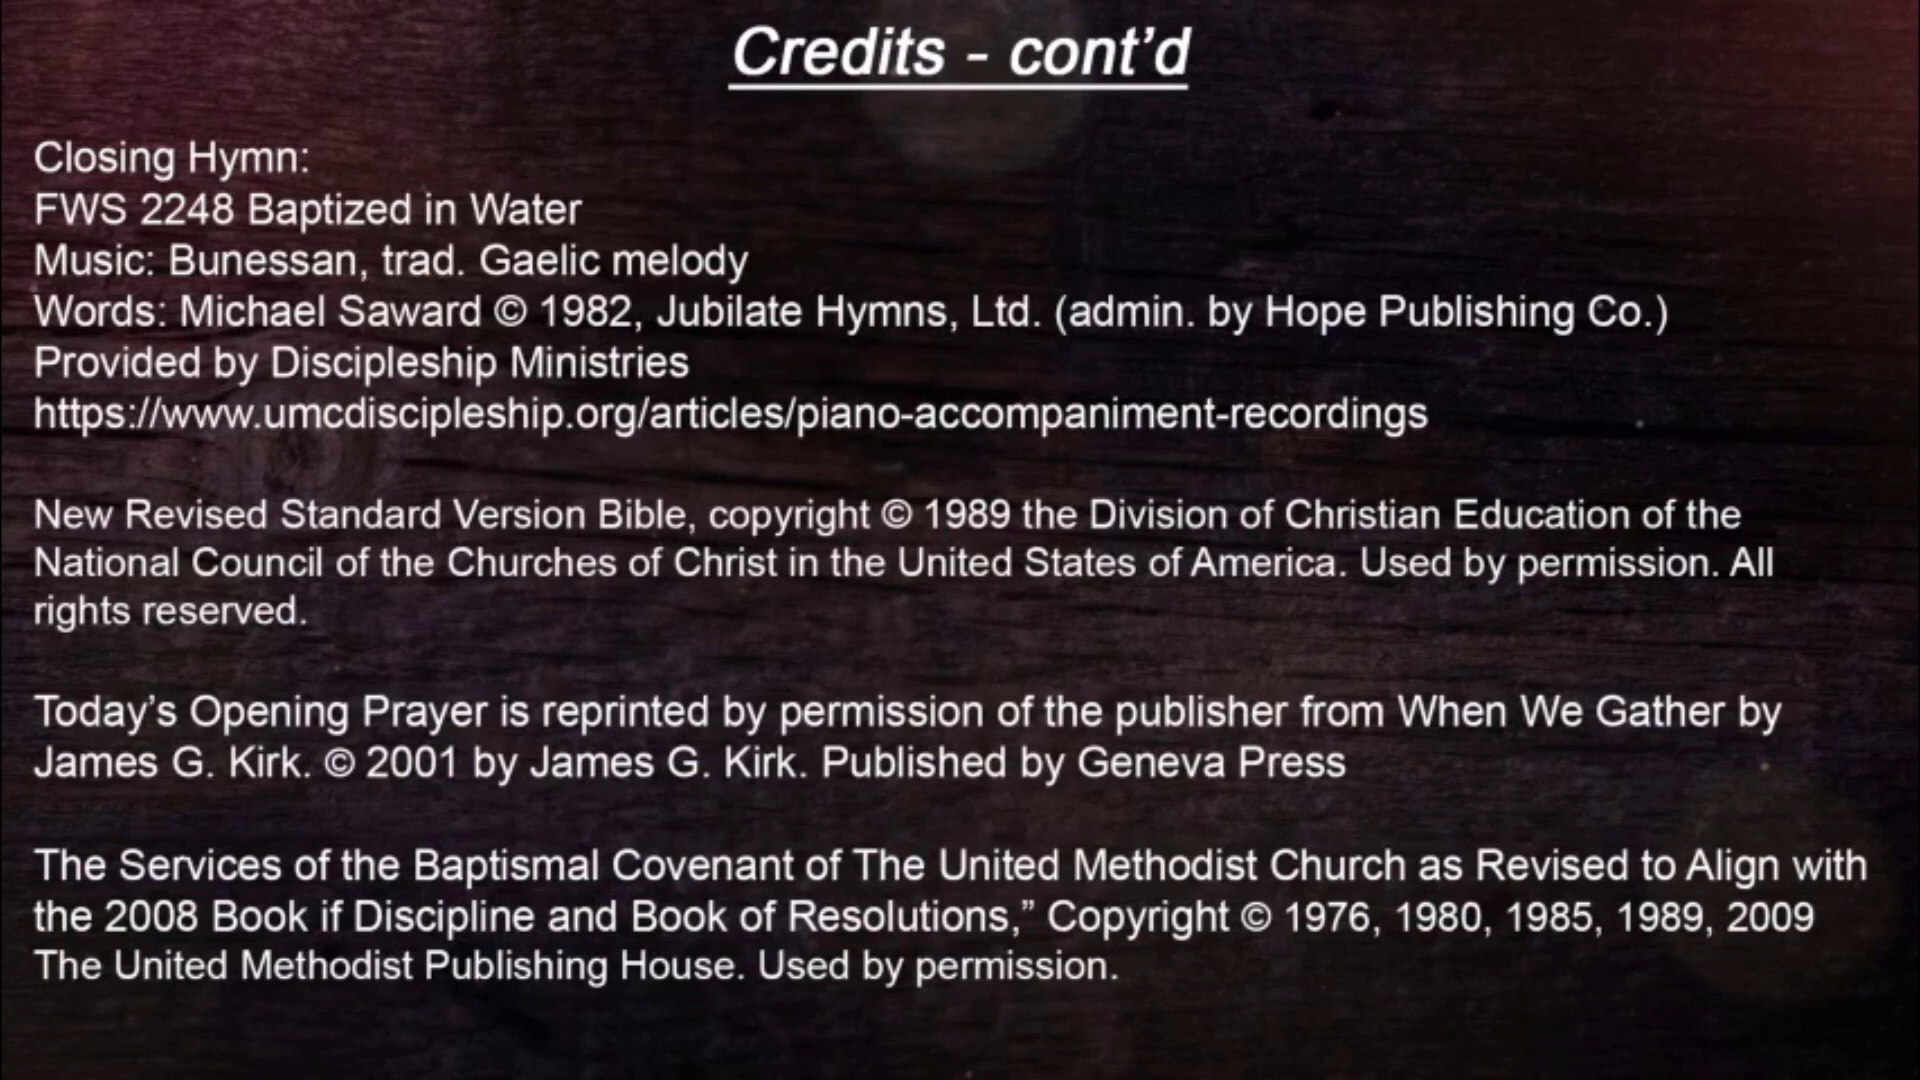 Credits - cont’d
Closing Hymn:
FWS 2248 Baptized in Water
Music: Bunessan, trad. Gaelic melody
Words: Michael Saward © 1982, Jubilate Hymns, Ltd. (admin. by Hope Publishing Co.)
Provided by Discipleship Ministries
https://www.umcdiscipleship.org/articles/piano-accompaniment-recordings
New Revised Standard Version Bible, copyright © 1989 the Division of Christian Education of the
National Council of the Churches of Christ in the United States of America. Used by permission. All
rights reserved.
Today’s Opening Prayer is reprinted by permission of the publisher from When We Gather by
James G. Kirk. © 2001 by James G. Kirk. Published by Geneva Press
The Services of the Baptismal Covenant of The United Methodist Church as Revised to Align with
the 2008 Book if Discipline and Book of Resolutions,” Copyright © 1976, 1980, 1985, 1989, 2009
The United Methodist Publishing House. Used by permission.